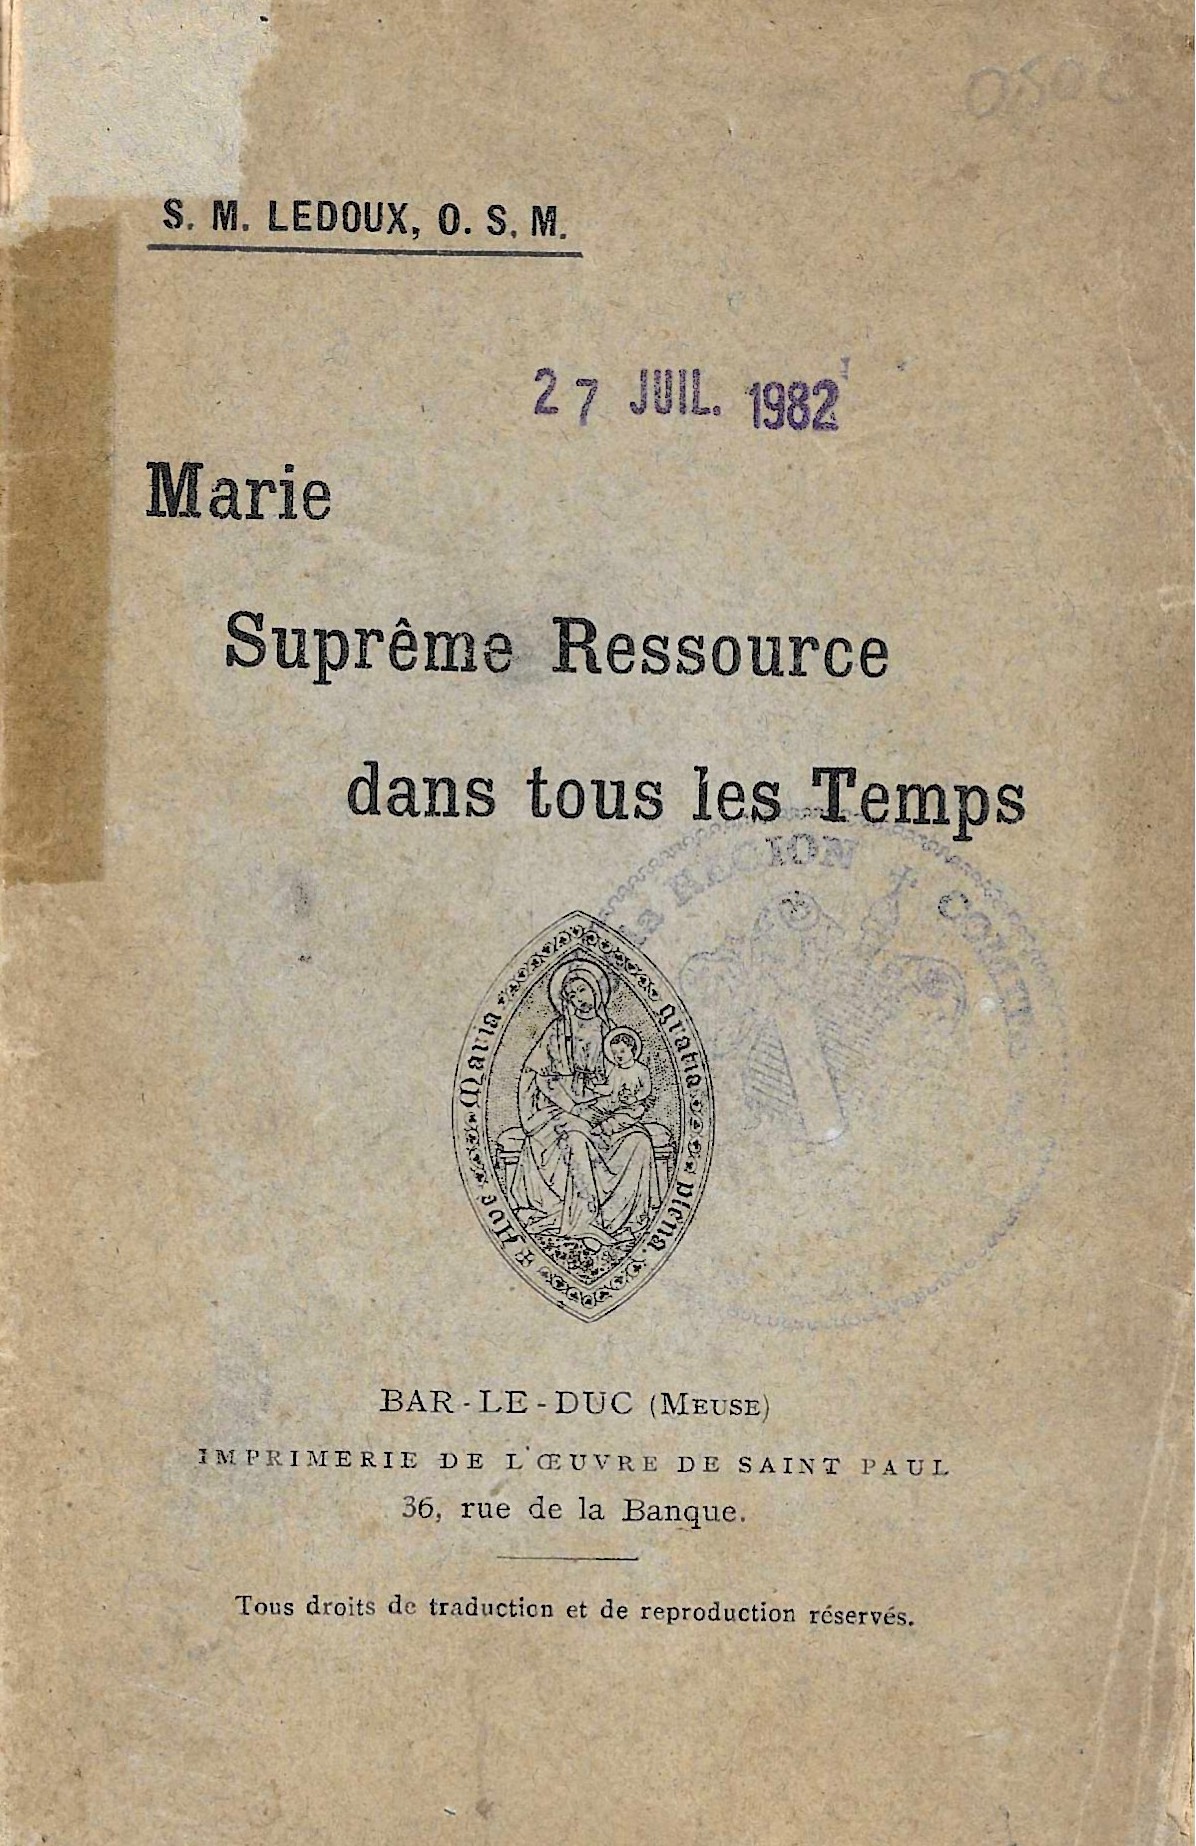 S. M. LEDOUX, O. S. M.
27 JUIL. 1982
Marie
Suprême Ressource
dans tous les Temps
✠ Ave Maria gratia plena.
BAR-LE-DUC (MEUSE)
IMPRIMERIE DE L'ŒUVRE DE SAINT PAUL
36, rue de la Banque.
Tous droits de traduction et de reproduction réservés.